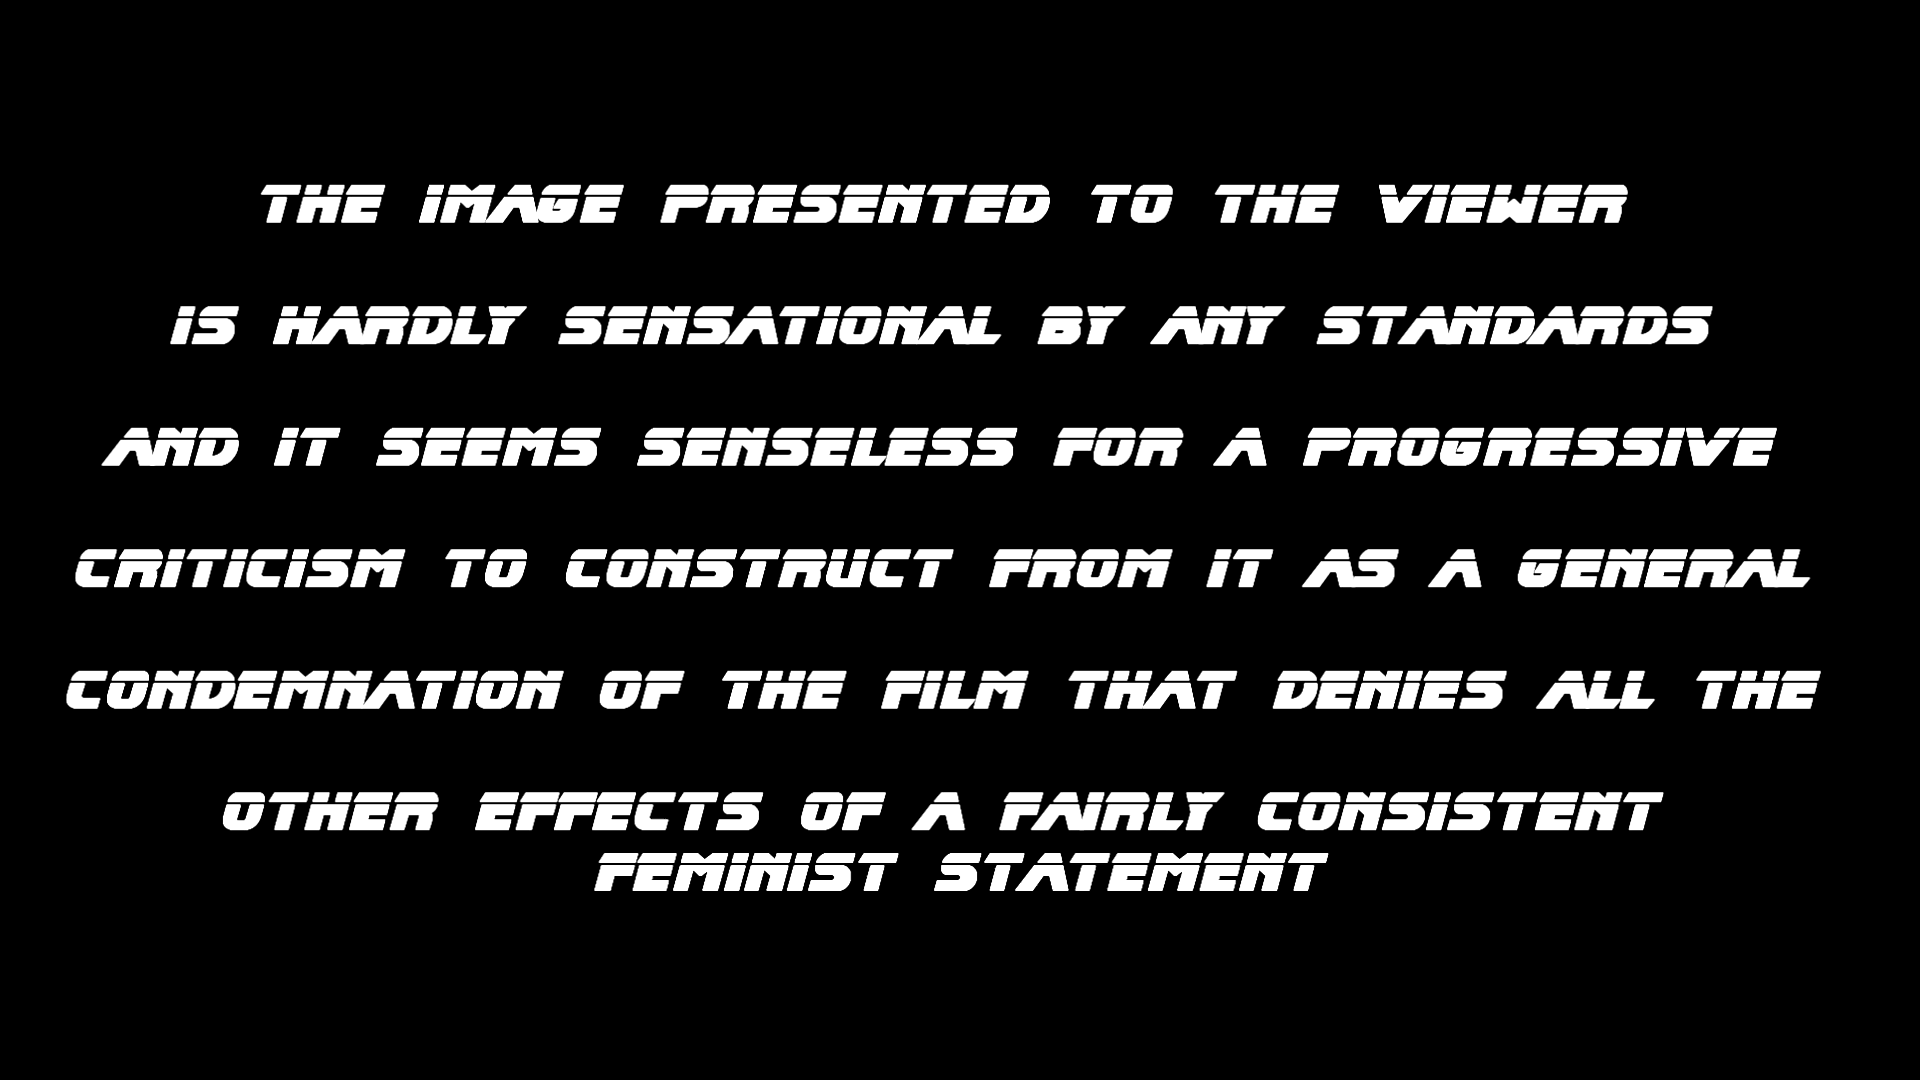 THE IMAGE PRESENTED TO THE VIEWER
IS HARDLY SENSATIONAL BY ANY STANDARDS
AND IT SEEMS SENSELESS FOR A PROGRESSIVE
CRITICISM TO CONSTRUCT FROM IT AS A GENERAL
CONDEMNATION OF THE FILM THAT DENIES ALL THE
OTHER EFFECTS OF A FAIRLY CONSISTENT
FEMINIST STATEMENT